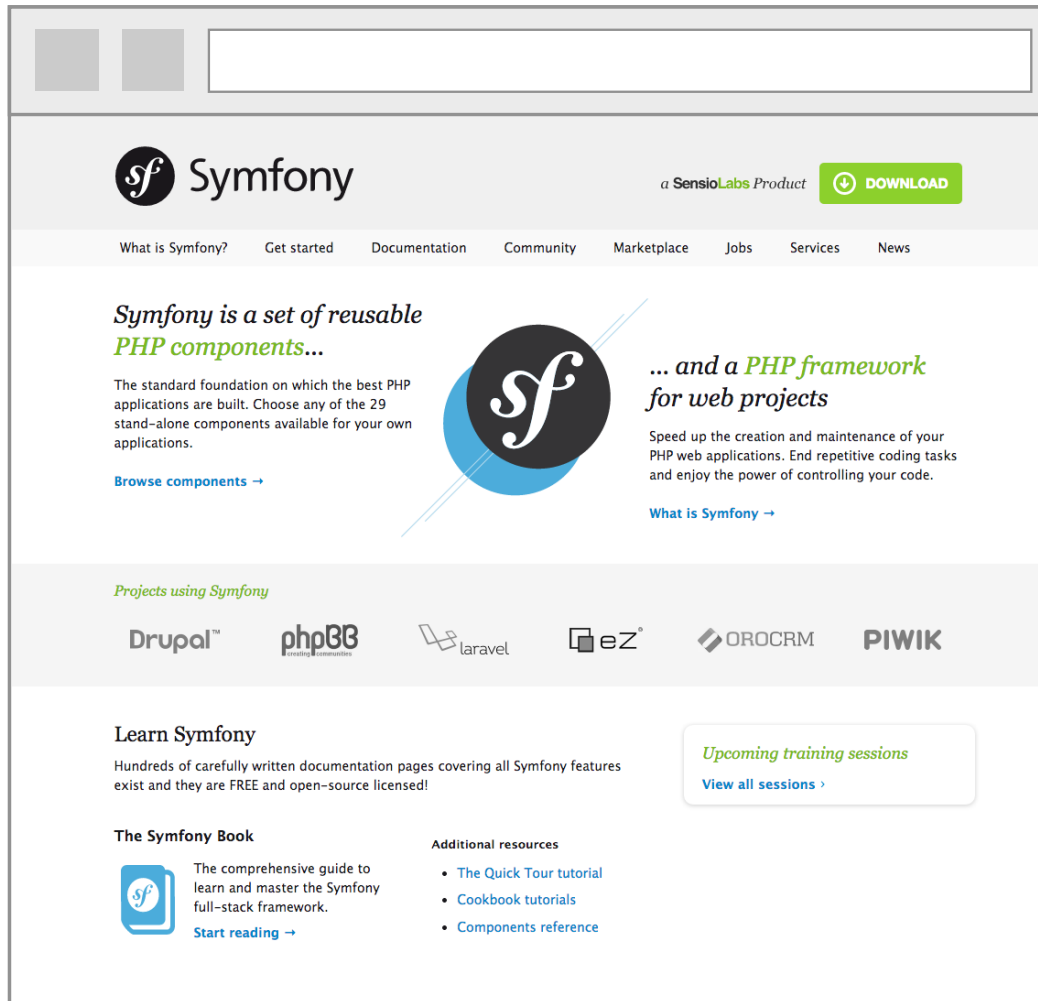 sf Symfony
a SensioLabs Product
DOWNLOAD
What is Symfony? Get started Documentation Community Marketplace Jobs Services News
Symfony is a set of reusable
PHP components...
The standard foundation on which the best PHP
applications are built. Choose any of the 29
stand-alone components available for your own
applications.
Browse components →
sf
... and a PHP framework
for web projects
Speed up the creation and maintenance of your
PHP web applications. End repetitive coding tasks
and enjoy the power of controlling your code.
What is Symfony →
Projects using Symfony
Drupal™ phpBB creating communities laravel eZ® OROCRM PIWIK
Learn Symfony
Hundreds of carefully written documentation pages covering all Symfony features
exist and they are FREE and open-source licensed!
The Symfony Book
sf
The comprehensive guide to
learn and master the Symfony
full-stack framework.
Start reading →
Additional resources
• The Quick Tour tutorial
• Cookbook tutorials
• Components reference
Upcoming training sessions
View all sessions ›